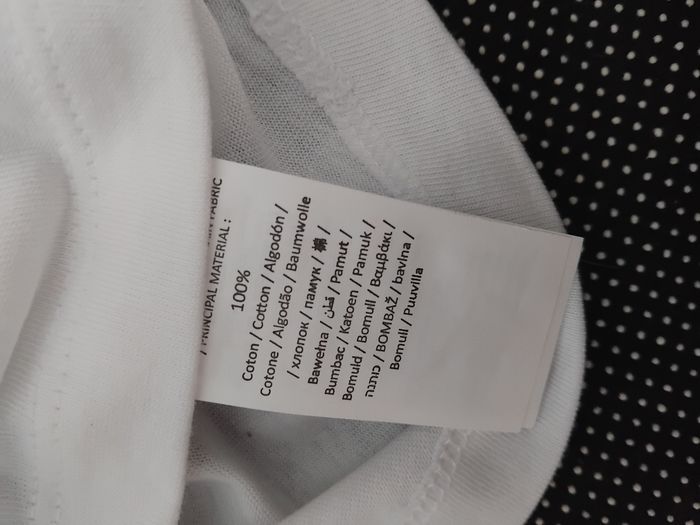 FABRIC
/ PRINCIPAL MATERIAL :
100%
Coton / Cotton / Algodón /
Cotone / Algodão / Baumwolle
/ хлопок / памук / 棉 /
Bawełna / قطن / Pamut /
Bumbac / Katoen / Pamuk /
Bomuld / Bomull / Βαμβάκι /
כותנה / BOMBAŽ / bavlna /
Bomull / Puuvilla